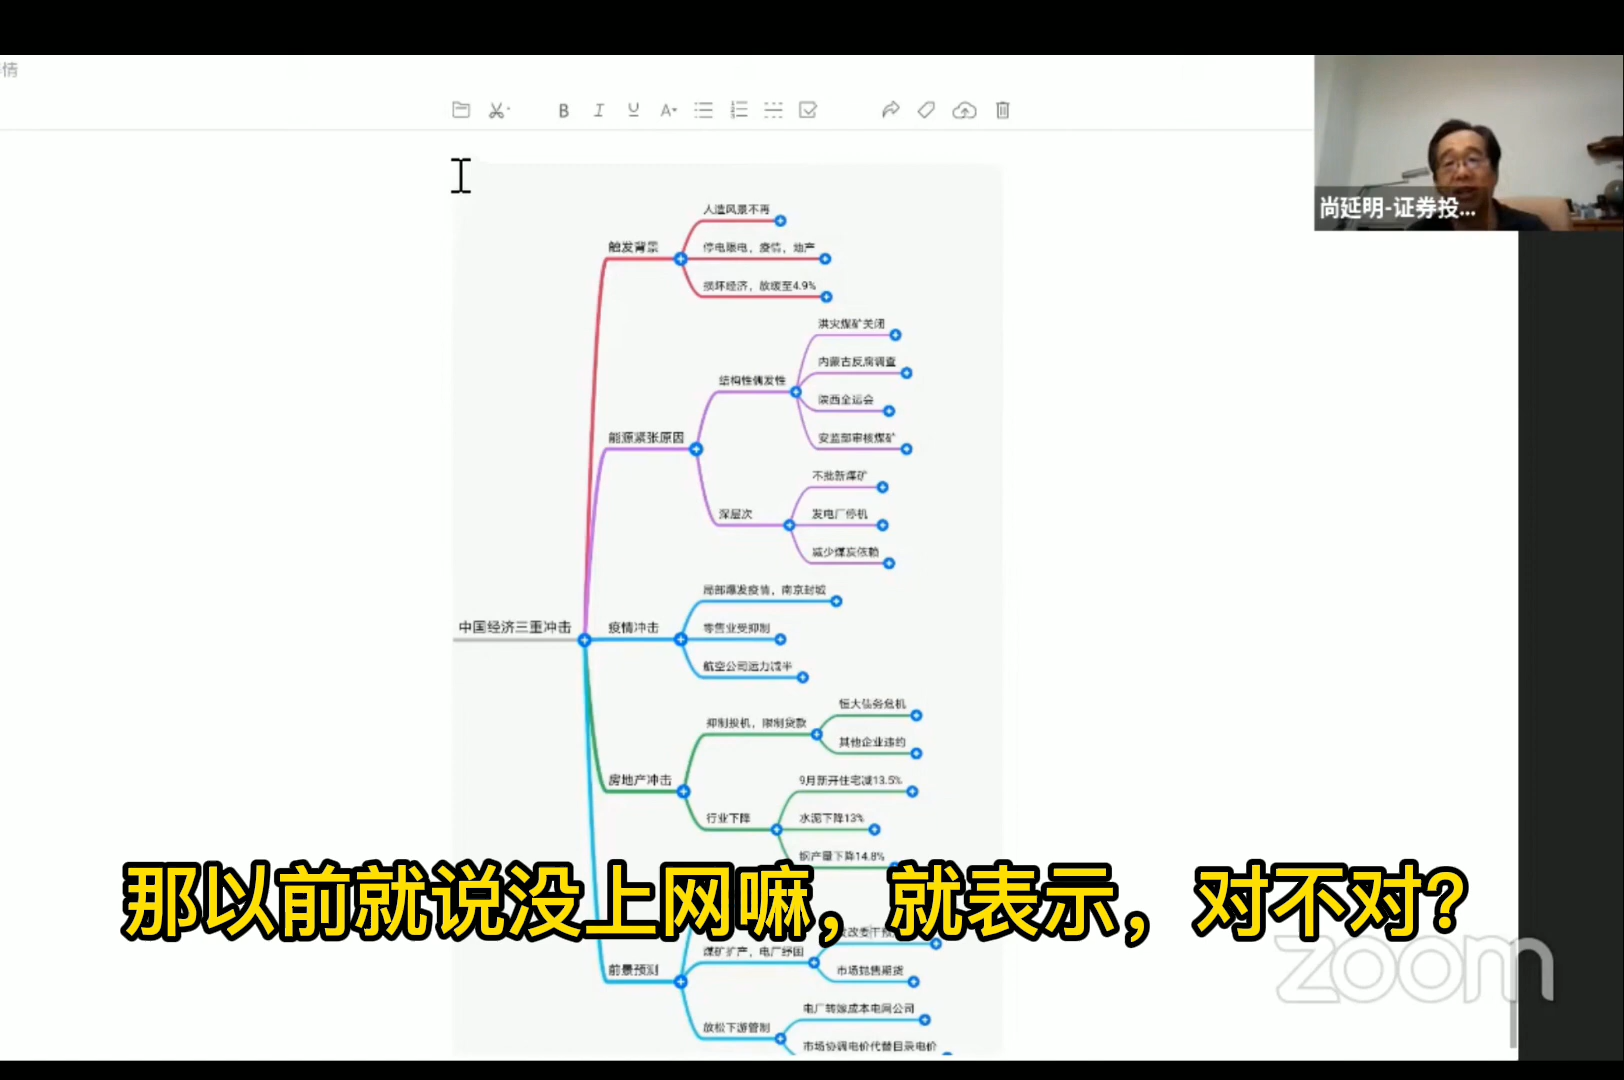 情
B I U A
尚延明-证券投...
人造风景不再
触发背景
停电限电，疫情，地产
损坏经济，放缓至4.9%
洪灾煤矿关闭
内蒙古反腐调查
结构性偶发性
陕西全运会
能源紧张原因
安监部审核煤矿
不批新煤矿
深层次
发电厂停机
减少煤炭依赖
局部爆发疫情，南京封城
中国经济三重冲击
疫情冲击
零售业受抑制
航空公司运力减半
恒大债务危机
抑制投机，限制贷款
其他企业违约
房地产冲击
9月新开住宅减13.5%
行业下降
水泥下降13%
钢产量下降14.8%
那以前就说没上网嘛，就表示，对不对？
改委干预
煤矿扩产，电厂纾困
前景预测
市场抛售期货
电厂转嫁成本电网公司
放松下游管制
市场协调电价代替目录电价
zoom